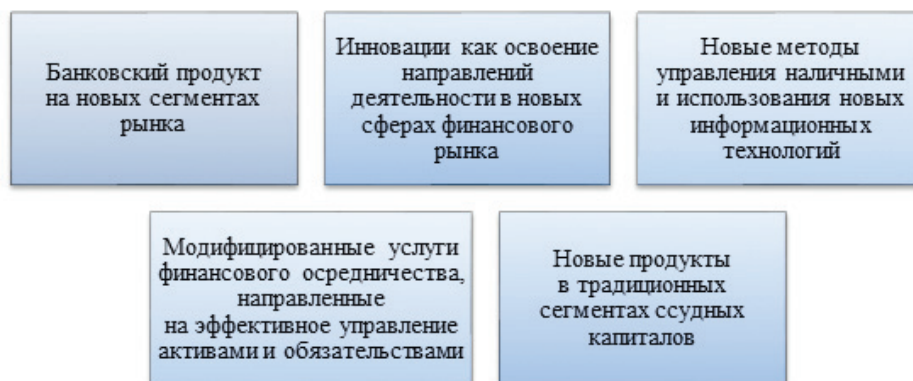 Банковский продукт
на новых сегментах
рынка
Инновации как освоение
направлений
деятельности в новых
сферах финансового
рынка
Новые методы
управления наличными
и использования новых
информационных
технологий
Модифицированные услуги
финансового осредничества,
направленные
на эффективное управление
активами и обязательствами
Новые продукты
в традиционных
сегментах ссудных
капиталов